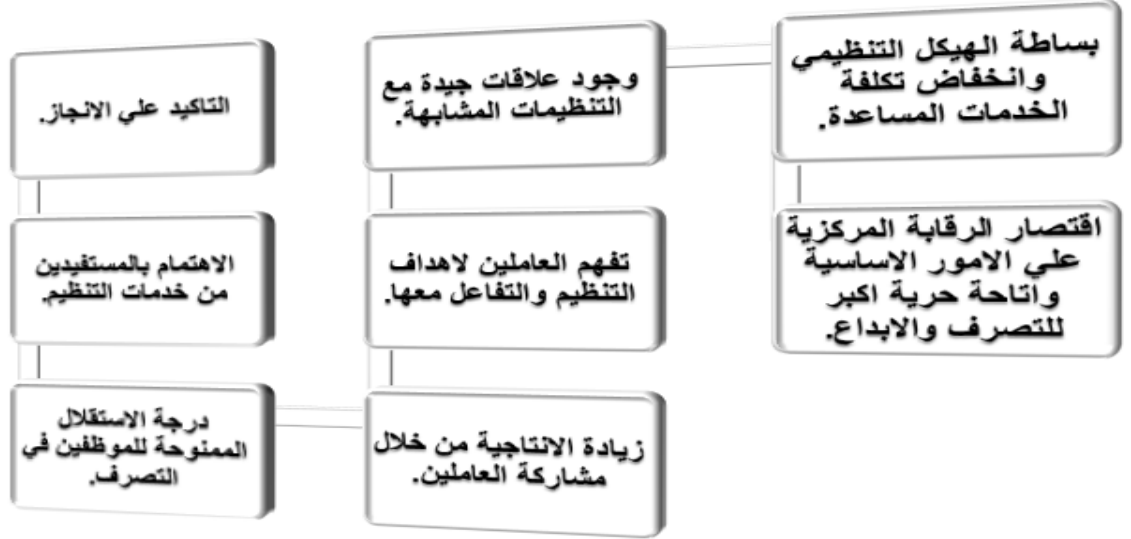 التاكيد علي الانجاز.
الاهتمام بالمستفيدين
من خدمات التنظيم.
درجة الاستقلال
الممنوحة للموظفين في
التصرف.
زيادة الانتاجية من خلال
مشاركة العاملين.
تفهم العاملين لاهداف
التنظيم والتفاعل معها.
وجود علاقات جيدة مع
التنظيمات المشابهة.
بساطة الهيكل التنظيمي
وانخفاض تكلفة
الخدمات المساعدة.
اقتصار الرقابة المركزية
علي الامور الاساسية
واتاحة حرية اكبر
للتصرف والابداع.